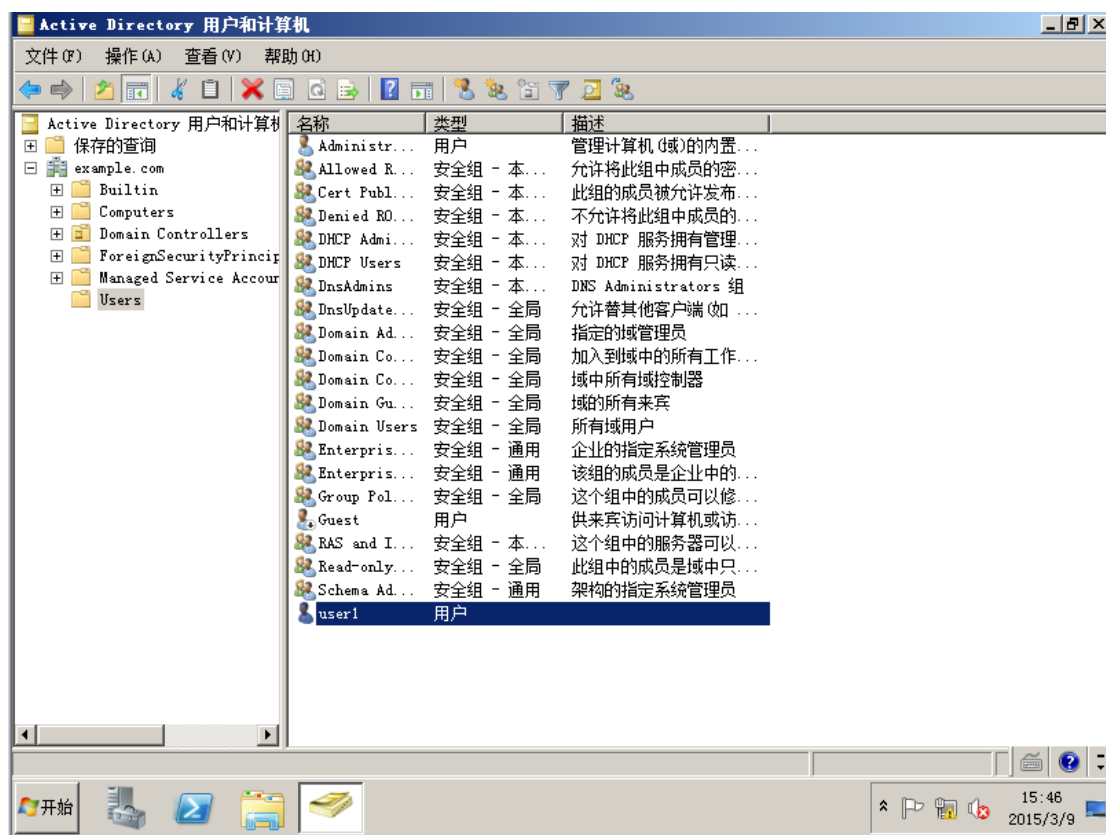 Active Directory 用户和计算机
文件(F) 操作(A) 查看(V) 帮助(H)
Active Directory 用户和计算机
保存的查询
example.com
Builtin
Computers
Domain Controllers
ForeignSecurityPrincip
Managed Service Accour
Users
名称 类型 描述
Administr... 用户 管理计算机(域)的内置...
Allowed R... 安全组 - 本... 允许将此组中成员的密...
Cert Publ... 安全组 - 本... 此组的成员被允许发布...
Denied RO... 安全组 - 本... 不允许将此组中成员的...
DHCP Admi... 安全组 - 本... 对 DHCP 服务拥有管理...
DHCP Users 安全组 - 本... 对 DHCP 服务拥有只读...
DnsAdmins 安全组 - 本... DNS Administrators 组
DnsUpdate... 安全组 - 全局 允许替其他客户端(如 ...
Domain Ad... 安全组 - 全局 指定的域管理员
Domain Co... 安全组 - 全局 加入到域中的所有工作...
Domain Co... 安全组 - 全局 域中所有域控制器
Domain Gu... 安全组 - 全局 域的所有来宾
Domain Users 安全组 - 全局 所有域用户
Enterpris... 安全组 - 通用 企业的指定系统管理员
Enterpris... 安全组 - 通用 该组的成员是企业中的...
Group Pol... 安全组 - 全局 这个组中的成员可以修...
Guest 用户 供来宾访问计算机或访...
RAS and I... 安全组 - 本... 这个组中的服务器可以...
Read-only... 安全组 - 全局 此组中的成员是域中只...
Schema Ad... 安全组 - 通用 架构的指定系统管理员
user1 用户
开始
15:46
2015/3/9